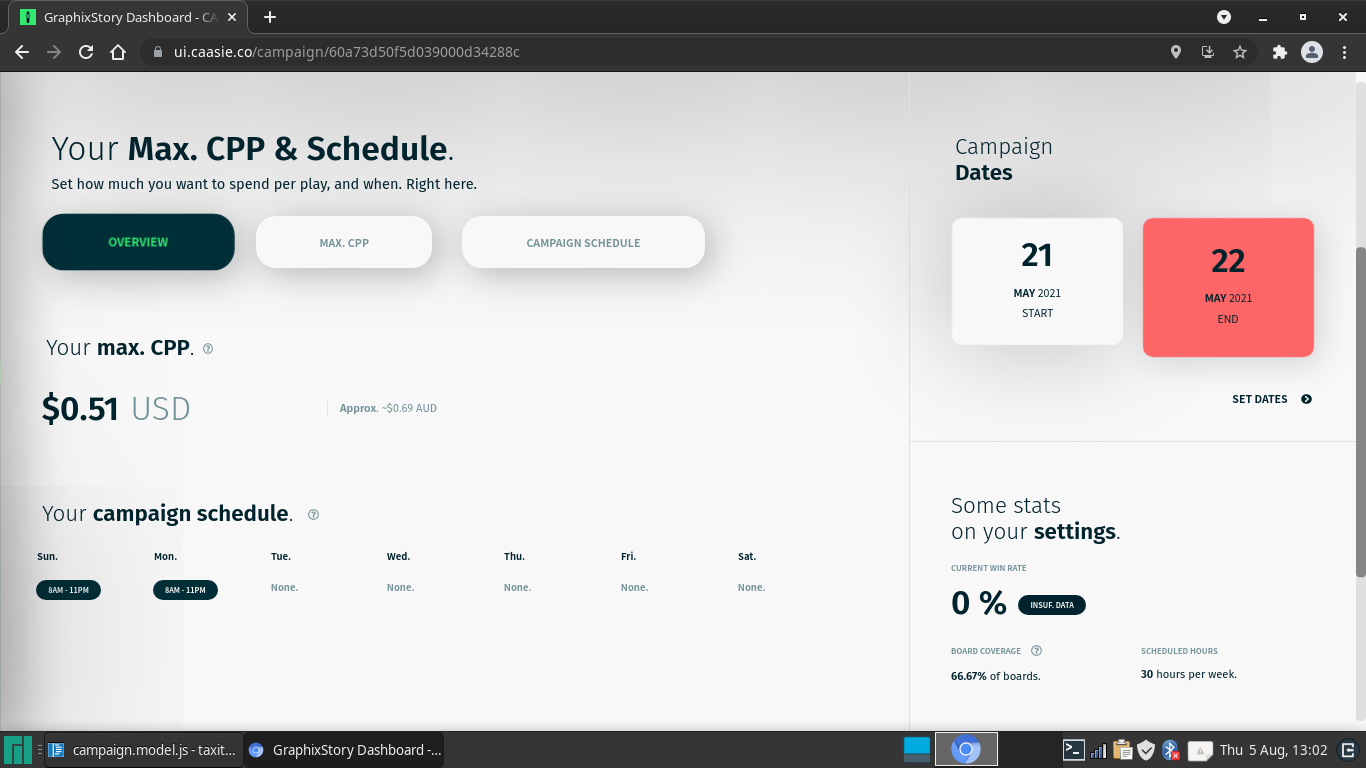 GraphixStory Dashboard - CA
ui.caasie.co/campaign/60a73d50f5d039000d34288c
Your Max. CPP & Schedule.
Set how much you want to spend per play, and when. Right here.
OVERVIEW
MAX. CPP
CAMPAIGN SCHEDULE
Your max. CPP.
$0.51 USD
Approx. ~$0.69 AUD
Your campaign schedule.
Sun. Mon. Tue. Wed. Thu. Fri. Sat.
8AM - 11PM 8AM - 11PM None. None. None. None. None.
Campaign
Dates
21
MAY 2021
START
22
MAY 2021
END
SET DATES
Some stats
on your settings.
CURRENT WIN RATE
0 % INSUF. DATA
BOARD COVERAGE
66.67% of boards.
SCHEDULED HOURS
30 hours per week.
campaign.model.js - taxit...
GraphixStory Dashboard -...
Thu 5 Aug, 13:02